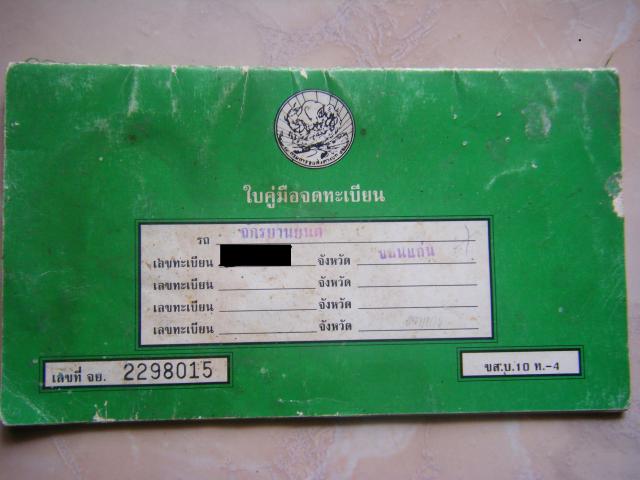 ใบคู่มือจดทะเบียน
รถ จักรยานยนต์
เลขทะเบียน จังหวัด ขอนแก่น
เลขทะเบียน จังหวัด
เลขทะเบียน จังหวัด
เลขทะเบียน จังหวัด
เลขที่ จย. 2298015
ขส.บ.10 ท.-4